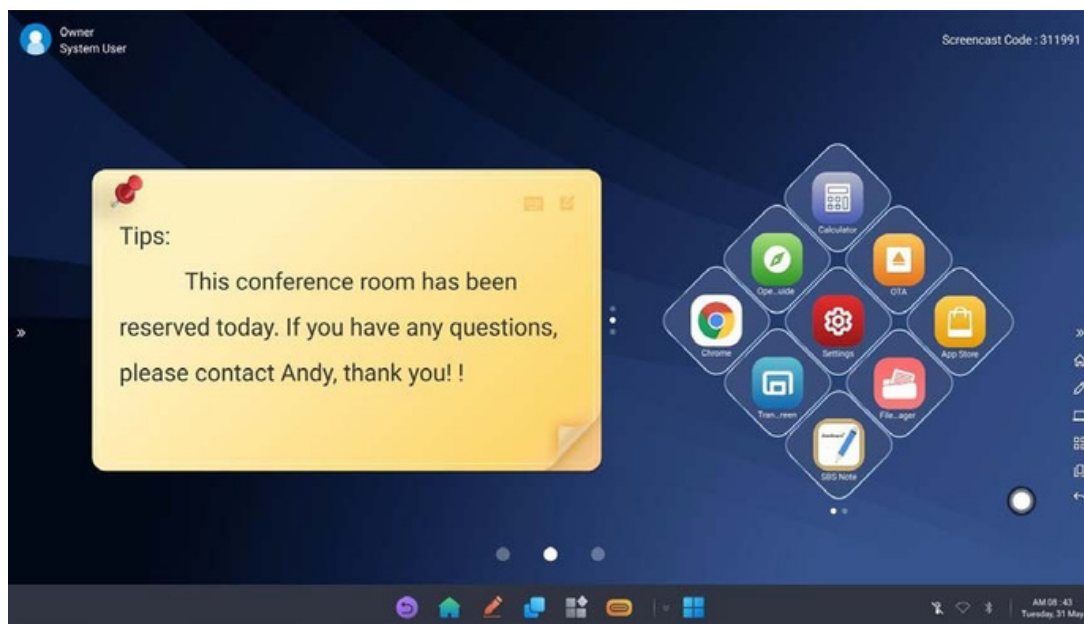 Owner
System User
Screencast Code : 311991
Tips:
This conference room has been
reserved today. If you have any questions,
please contact Andy, thank you! !
Calculator
Ope...uide
OTA
Chrome
Settings
App Store
Tran...reen
File...ager
SBS Note
AM 08 : 43
Tuesday, 31 May